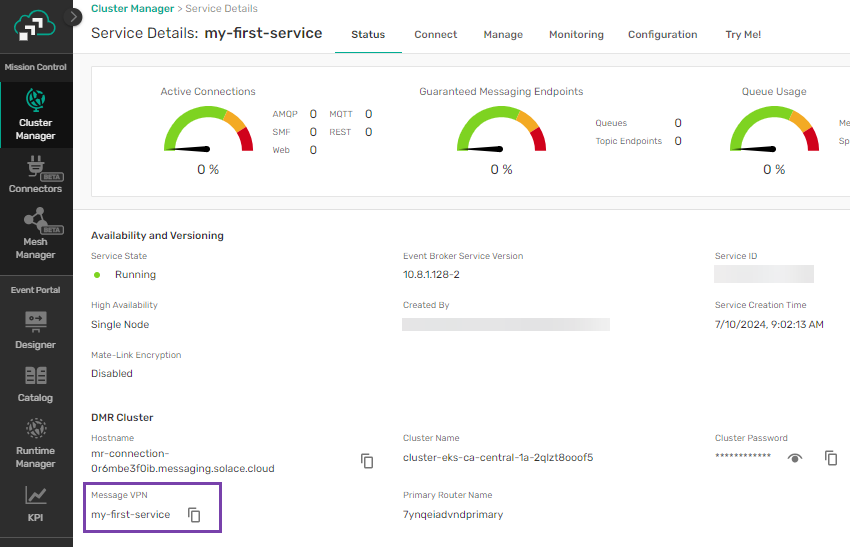 Cluster Manager > Service Details
Service Details: my-first-service
Status
Connect
Manage
Monitoring
Configuration
Try Me!
Mission Control
Cluster
Manager
BETA
Connectors
BETA
Mesh
Manager
Event Portal
Designer
Catalog
Runtime
Manager
KPI
Active Connections
0 %
AMQP 0 MQTT 0
SMF 0 REST 0
Web 0
Guaranteed Messaging Endpoints
0 %
Queues 0
Topic Endpoints 0
Queue Usage
0 %
Me
Sp
Availability and Versioning
Service State
Running
Event Broker Service Version
10.8.1.128-2
Service ID
High Availability
Single Node
Created By
Service Creation Time
7/10/2024, 9:02:13 AM
Mate-Link Encryption
Disabled
DMR Cluster
Hostname
mr-connection-
0r6mbe3f0ib.messaging.solace.cloud
Cluster Name
cluster-eks-ca-central-1a-2qlzt8ooof5
Cluster Password
************
Message VPN
my-first-service
Primary Router Name
7ynqeiadvndprimary